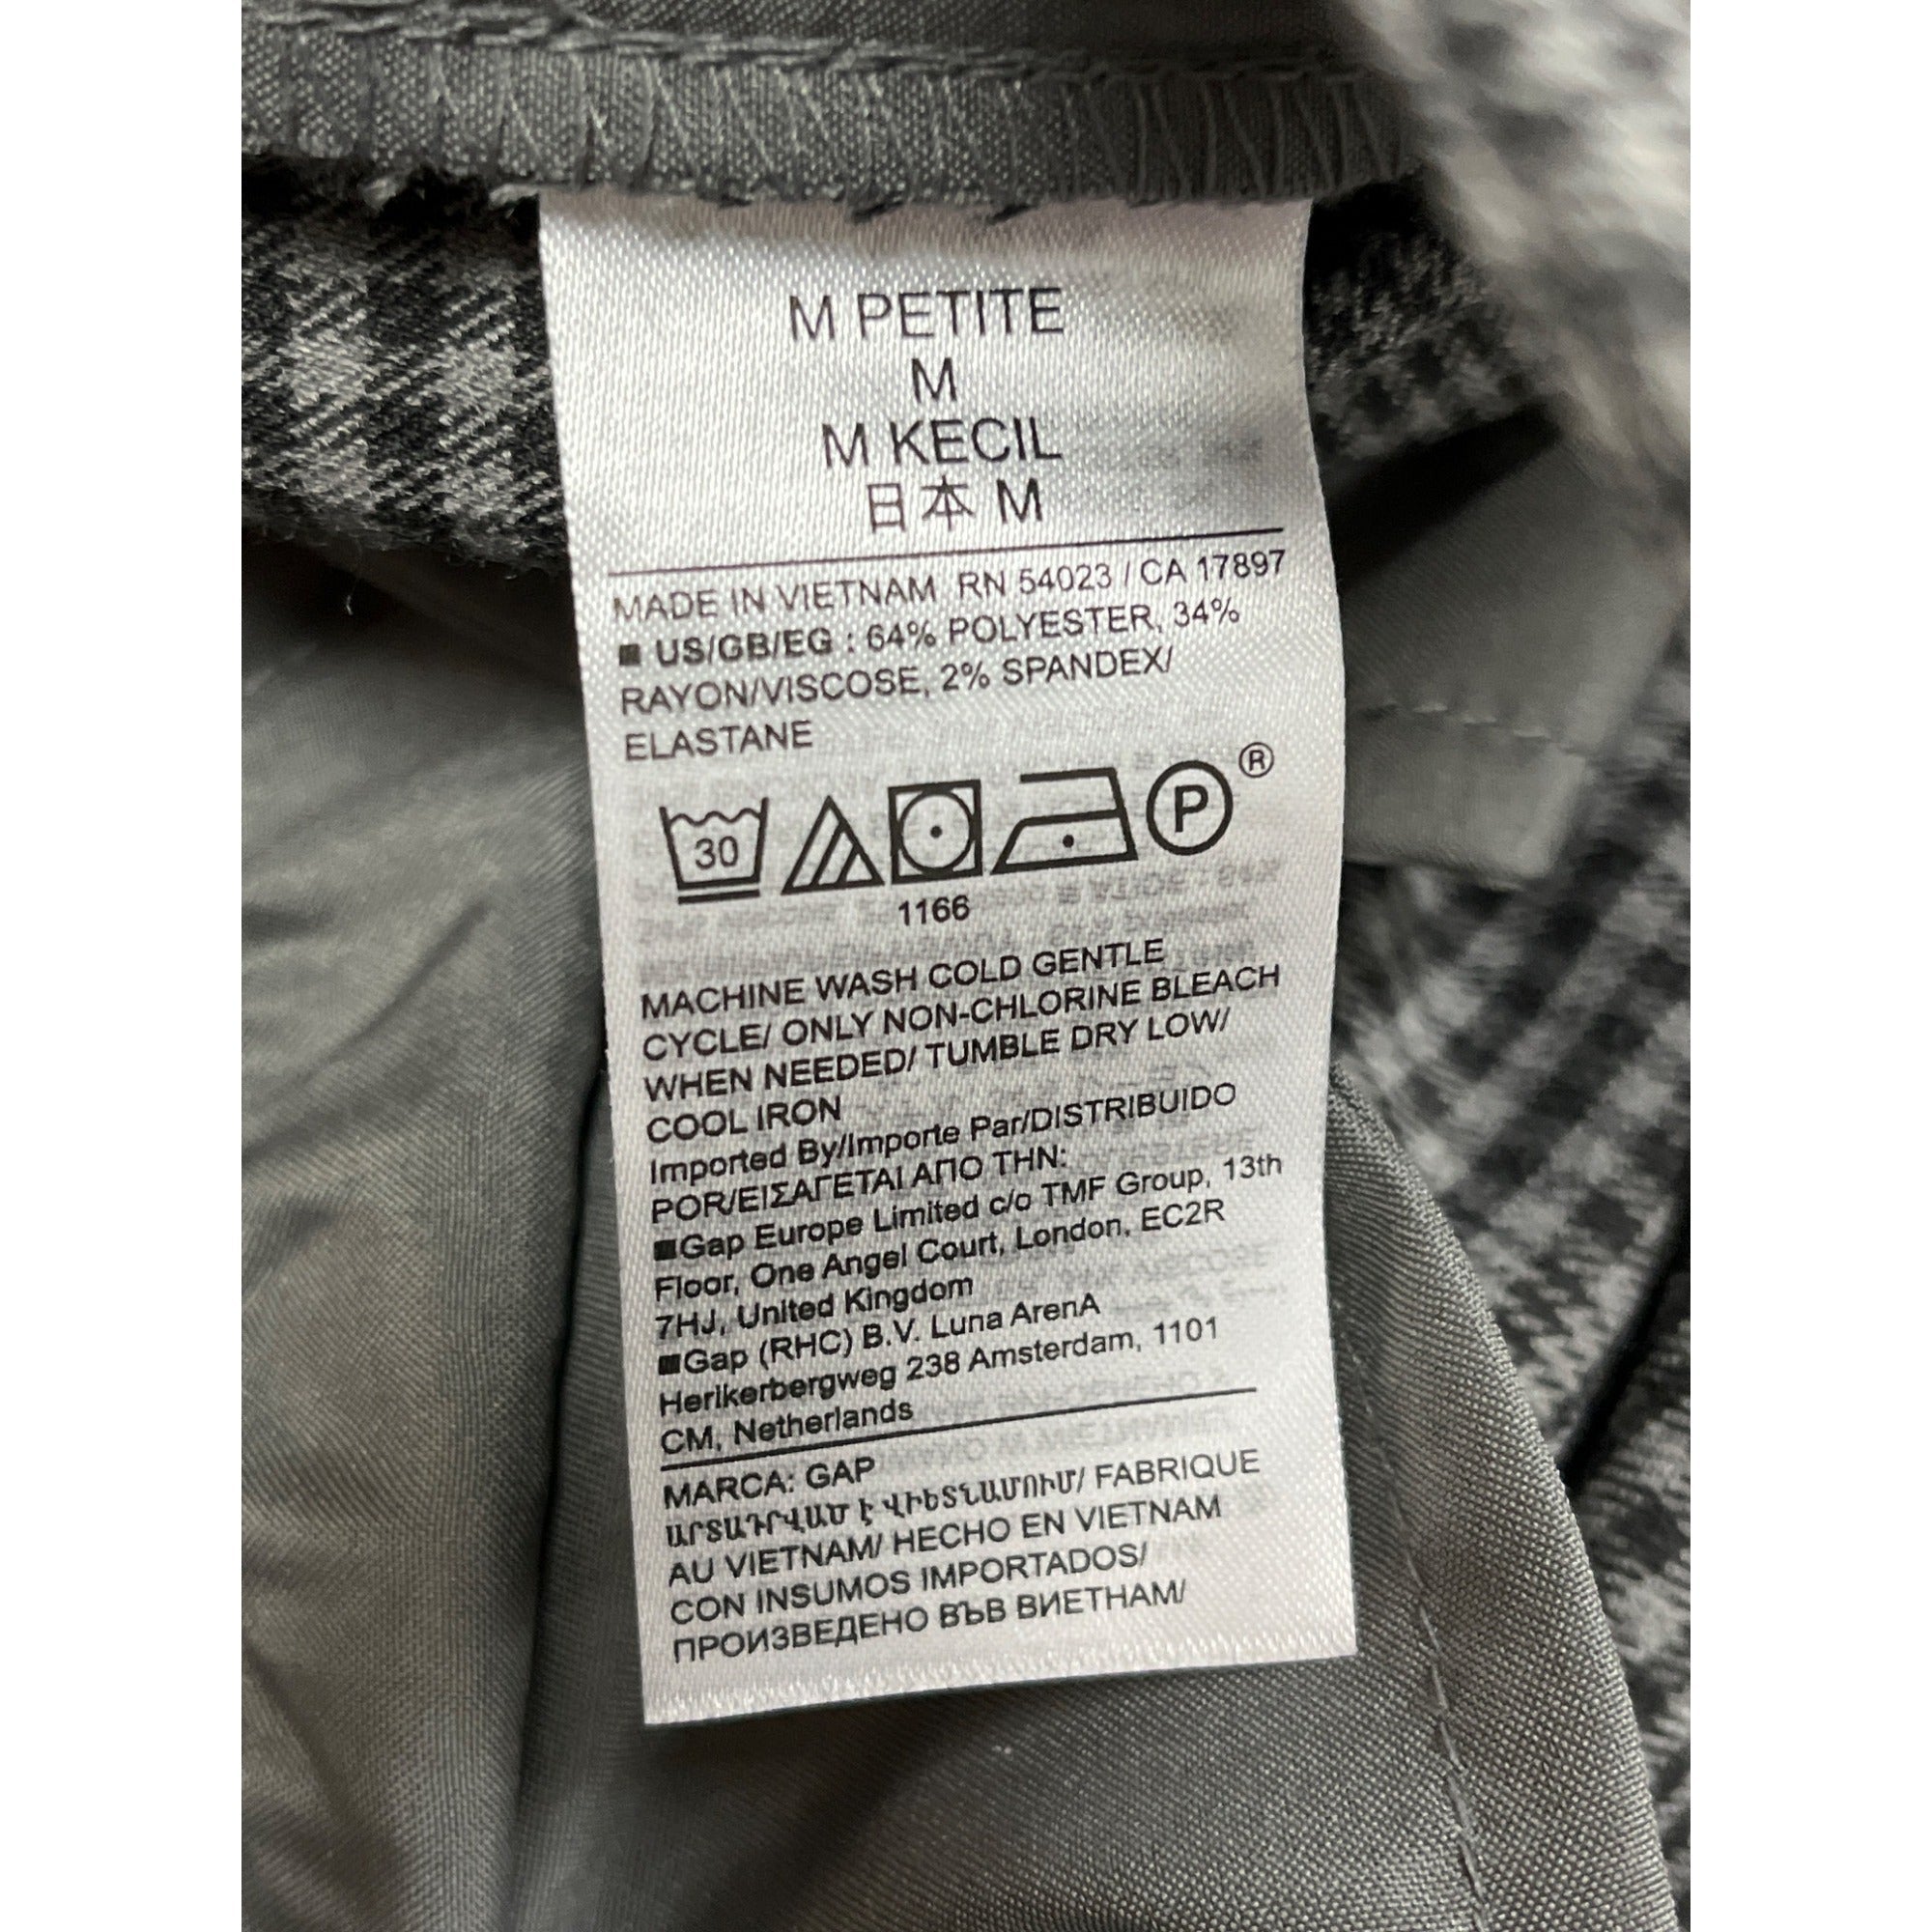 M PETITE
M
M KECIL
日本 M
MADE IN VIETNAM RN 54023 / CA 17897
■ US/GB/EG : 64% POLYESTER, 34%
RAYON/VISCOSE, 2% SPANDEX/
ELASTANE
30 P ®
1166
MACHINE WASH COLD GENTLE
CYCLE/ ONLY NON-CHLORINE BLEACH
WHEN NEEDED/ TUMBLE DRY LOW/
COOL IRON
Imported By/Importe Par/DISTRIBUIDO
POR/ΕΙΣΑΓΕΤΑΙ ΑΠΟ ΤΗΝ:
■Gap Europe Limited c/o TMF Group, 13th
Floor, One Angel Court, London, EC2R
7HJ, United Kingdom
■Gap (RHC) B.V. Luna ArenA
Herikerbergweg 238 Amsterdam, 1101
CM, Netherlands
MARCA: GAP
ԱՐՏԱԴՐՎԱԾ Է ՎԻԵՏՆԱՄՈՒՄ/ FABRIQUE
AU VIETNAM/ HECHO EN VIETNAM
CON INSUMOS IMPORTADOS/
ПРОИЗВЕДЕНО ВЪВ ВИЕТНАМ/